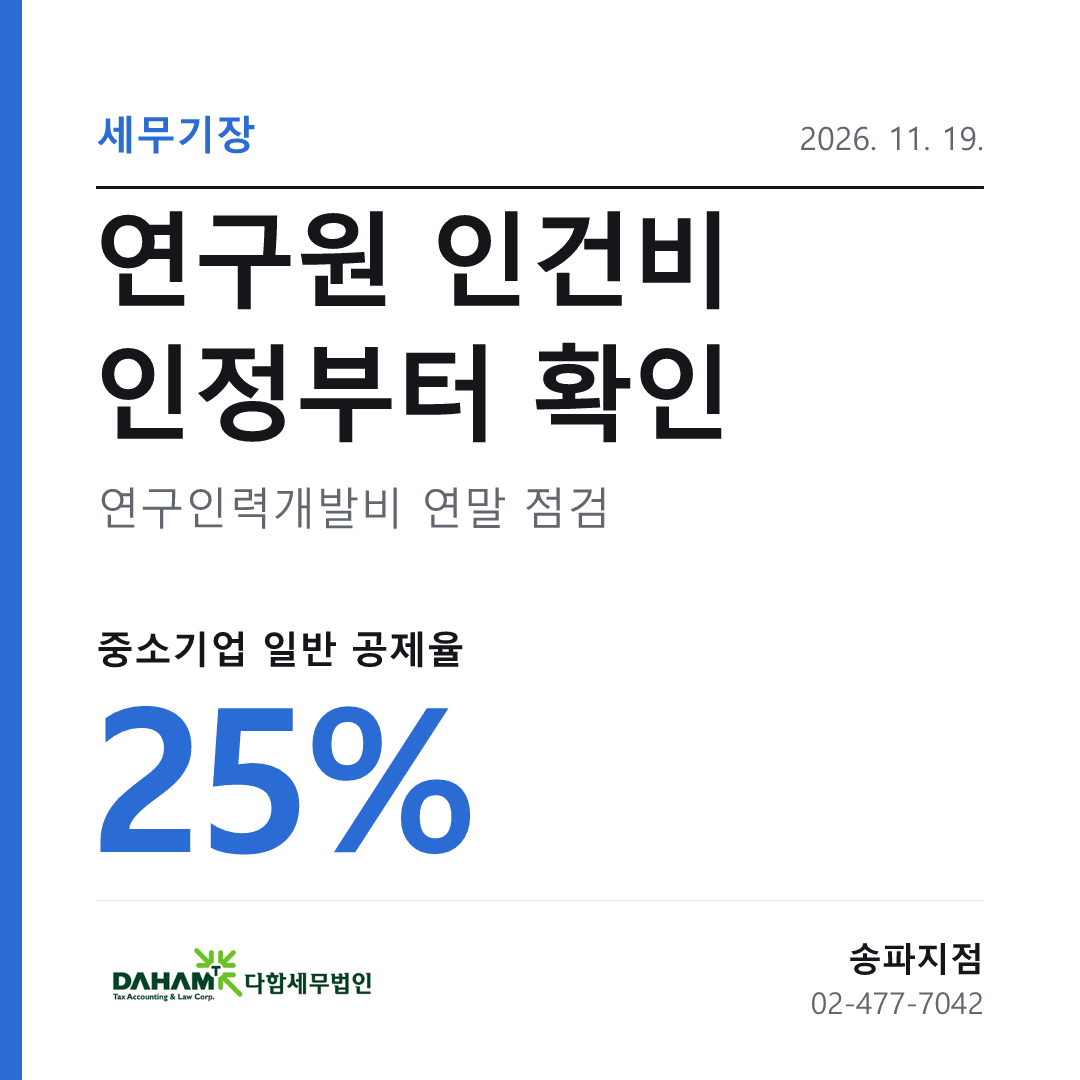 세무기장
2026. 11. 19.
연구원 인건비
인정부터 확인
연구인력개발비 연말 점검
중소기업 일반 공제율
25%
DAHAM 다함세무법인
Tax Accounting & Law Corp.
송파지점
02-477-7042